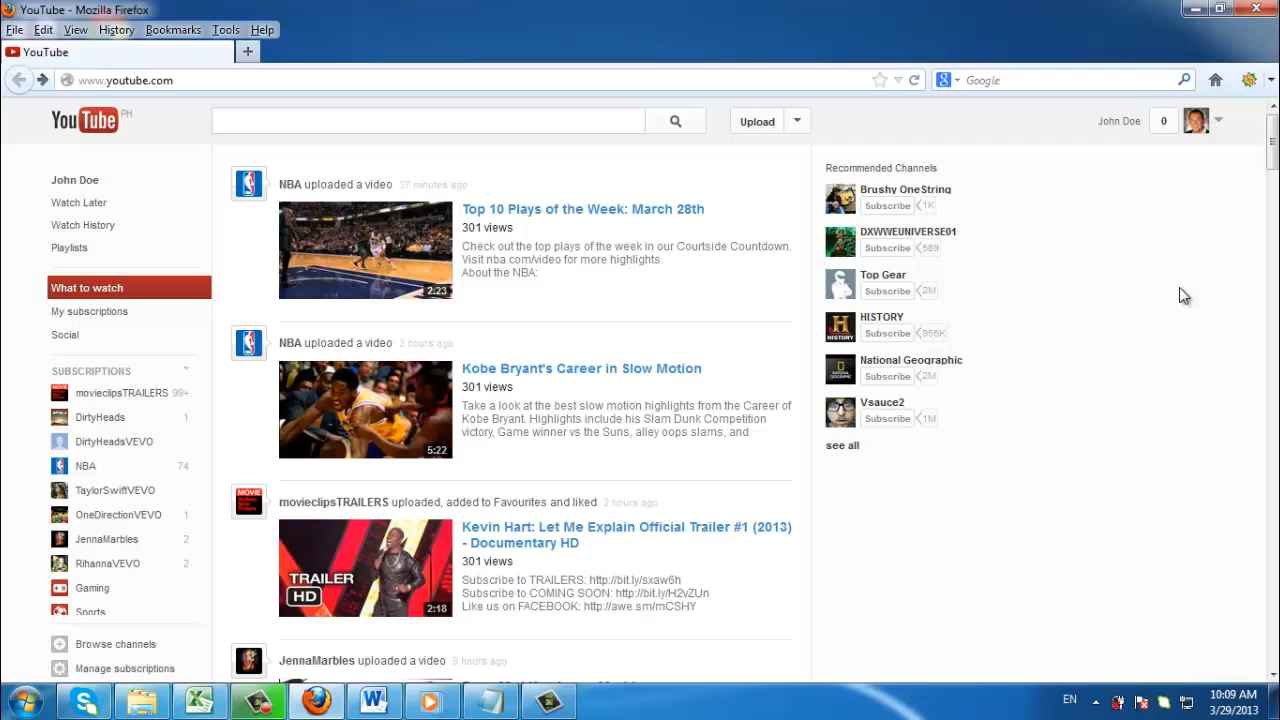 YouTube - Mozilla Firefox
File Edit View History Bookmarks Tools Help
YouTube
www.youtube.com
Google
YouTube PH
Upload
John Doe 0
John Doe
Watch Later
Watch History
Playlists
What to watch
My subscriptions
Social
SUBSCRIPTIONS
movieclipsTRAILERS 99+
DirtyHeads 1
DirtyHeadsVEVO
NBA 74
TaylorSwiftVEVO
OneDirectionVEVO 1
JennaMarbles 2
RihannaVEVO 2
Gaming
Sports
Browse channels
Manage subscriptions
NBA uploaded a video 37 minutes ago
Top 10 Plays of the Week: March 28th
301 views
Check out the top plays of the week in our Courtside Countdown.
Visit nba.com/video for more highlights.
About the NBA:
2:23
NBA uploaded a video 3 hours ago
Kobe Bryant's Career in Slow Motion
301 views
Take a look at the best slow motion highlights from the Career of
Kobe Bryant. Highlights include his Slam Dunk Competition
victory, Game winner vs the Suns, alley oops slams, and
5:22
movieclipsTRAILERS uploaded, added to Favourites and liked 2 hours ago
Kevin Hart: Let Me Explain Official Trailer #1 (2013)
- Documentary HD
301 views
Subscribe to TRAILERS: http://bit.ly/sxaw6h
Subscribe to COMING SOON: http://bit.ly/H2vZUn
Like us on FACEBOOK: http://awe.sm/mCSHY
TRAILER
HD
2:18
JennaMarbles uploaded a video 9 hours ago
Recommended Channels
Brushy OneString
Subscribe 1K
DXWWEUNIVERSE01
Subscribe 589
Top Gear
Subscribe 2M
HISTORY
Subscribe 955K
National Geographic
Subscribe 2M
Vsauce2
Subscribe 1M
see all
EN
10:09 AM
3/29/2013